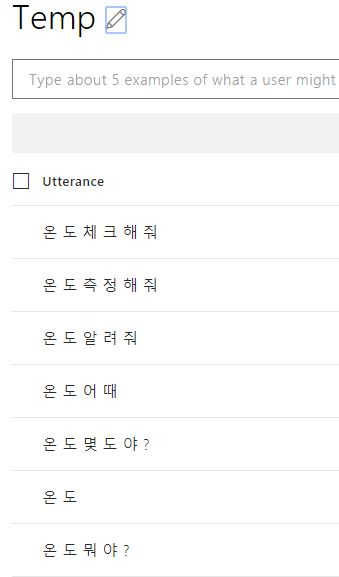 Temp
Type about 5 examples of what a user might
Utterance
온 도 체 크 해 줘
온 도 측 정 해 줘
온 도 알 려 줘
온 도 어 때
온 도 몇 도 야 ?
온 도
온 도 뭐 야 ?